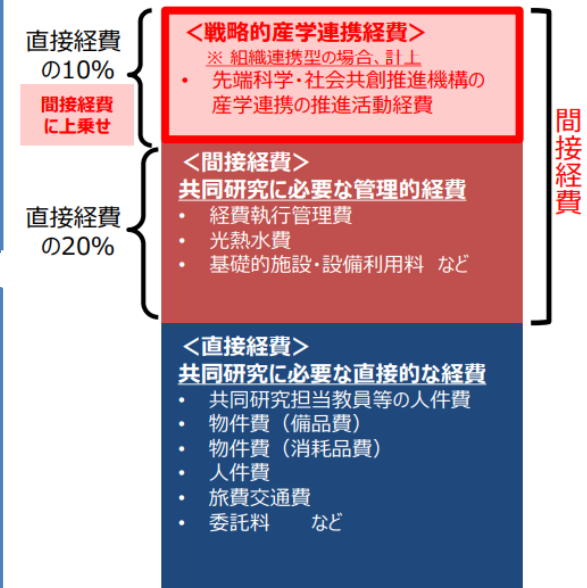 直接経費
の10%
間接経費
に上乗せ
＜戦略的産学連携経費＞
※ 組織連携型の場合、計上
• 先端科学・社会共創推進機構の
産学連携の推進活動経費
間接経費
直接経費
の20%
＜間接経費＞
共同研究に必要な管理的経費
• 経費執行管理費
• 光熱水費
• 基礎的施設・設備利用料 など
＜直接経費＞
共同研究に必要な直接的な経費
• 共同研究担当教員等の人件費
• 物件費（備品費）
• 物件費（消耗品費）
• 人件費
• 旅費交通費
• 委託料 など